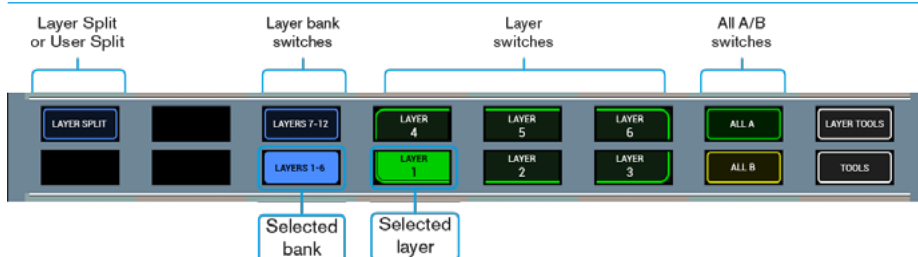 Layer Split
or User Split
Layer bank
switches
Layer
switches
All A/B
switches
LAYER SPLIT
LAYERS 7-12
LAYER
4
LAYER
5
LAYER
6
ALL A
LAYER TOOLS
LAYERS 1-6
LAYER
1
LAYER
2
LAYER
3
ALL B
TOOLS
Selected
bank
Selected
layer